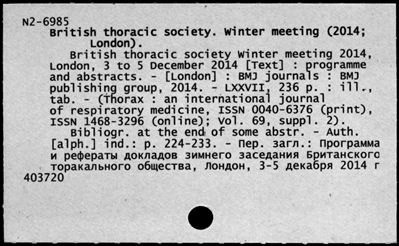 N2-6985
British thoracic society. Winter meeting (2014;
London).
British thoracic society Winter meeting 2014,
London, 3 to 5 December 2014 [Text] : programme
and abstracts. - [London] : BMJ journals : BMJ
publishing group, 2014. - LXXVII, 236 p. : ill.,
tab. - (Thorax : an international journal
of respiratory medicine, ISSN 0040-6376 (print),
ISSN 1468-3296 (online); Vol. 69, suppl. 2).
Bibliogr. at the end of some abstr. - Auth.
[alph.] ind.: p. 224-233. - Пер. загл.: Программа
и рефераты докладов зимнего заседания Британского
торакального общества, Лондон, 3-5 декабря 2014 г
403720